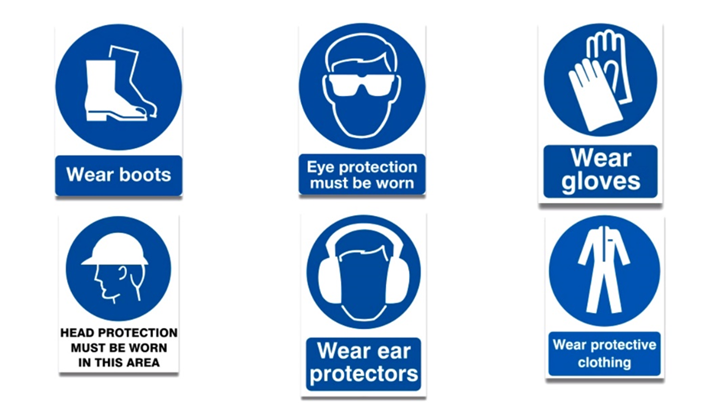 Wear boots
Eye protection
must be worn
Wear
gloves
HEAD PROTECTION
MUST BE WORN
IN THIS AREA
Wear ear
protectors
Wear protective
clothing